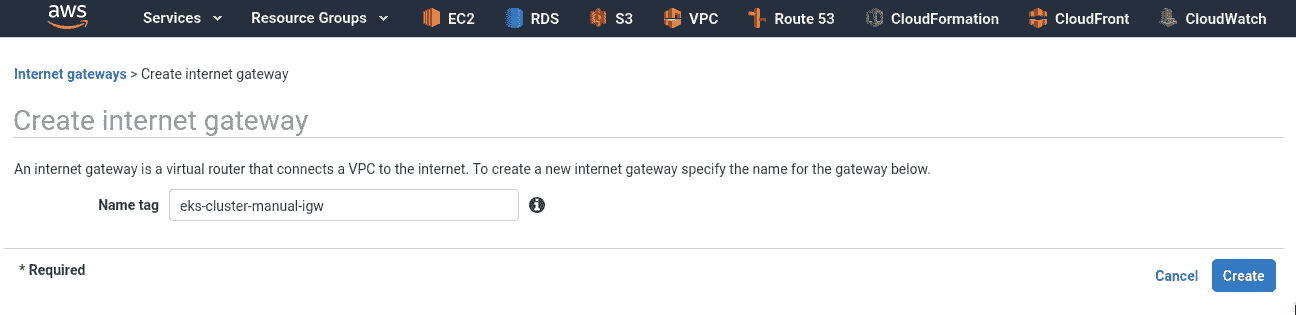 aws Services Resource Groups EC2 RDS S3 VPC Route 53 CloudFormation CloudFront CloudWatch
Internet gateways > Create internet gateway
Create internet gateway
An internet gateway is a virtual router that connects a VPC to the internet. To create a new internet gateway specify the name for the gateway below.
Name tag eks-cluster-manual-igw
* Required
Cancel Create